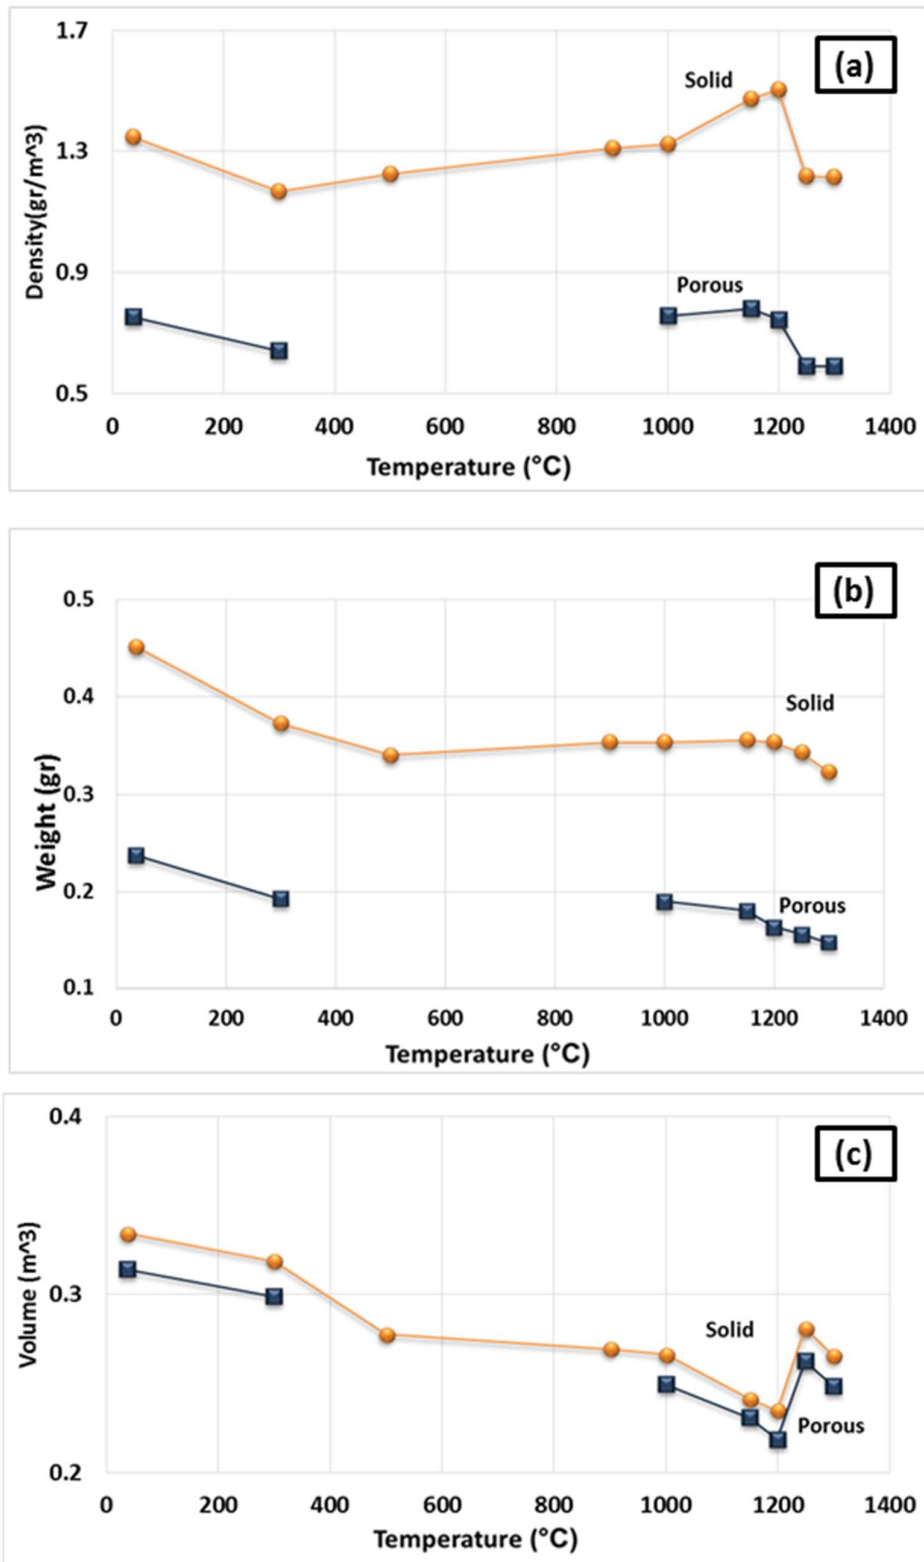 1.7
(a)
Solid
1.3
Density(gr/m^3)
0.9
Porous
0.5
0 200 400 600 800 1000 1200 1400
Temperature (°C)
(b)
0.5
Solid
0.4
Weight (gr)
0.3
0.2
Porous
0.1
0 200 400 600 800 1000 1200 1400
Temperature (°C)
0.4
(c)
Volume (m^3)
0.3
Solid
Porous
0.2
0 200 400 600 800 1000 1200 1400
Temperature (°C)